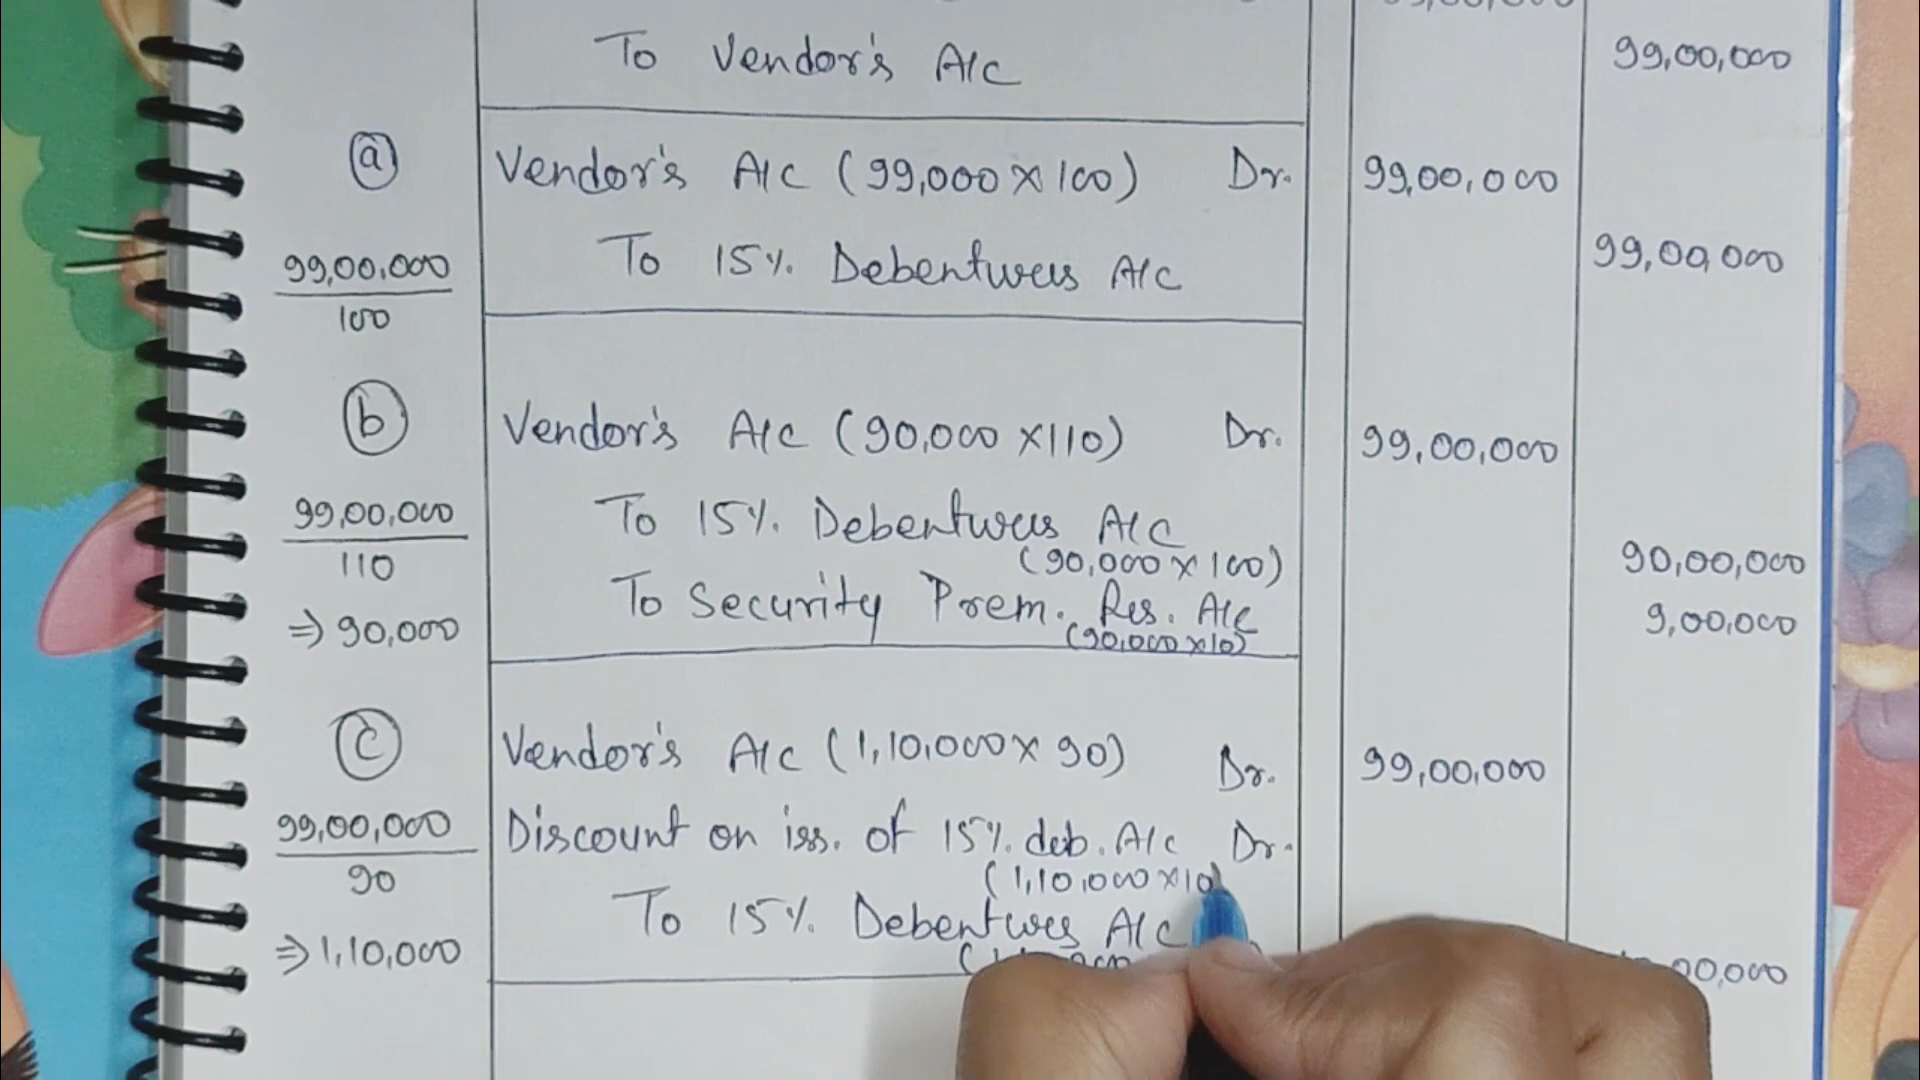 To Vendor's A/C 99,00,000
(a) Vendor's A/C (99,000 × 100) Dr. 99,00,000
99,00,000 / 100 To 15% Debentures A/C 99,00,000
(b) Vendor's A/C (90,000 × 110) Dr. 99,00,000
99,00,000 / 110 To 15% Debentures A/C
(90,000 × 100) 90,00,000
⇒ 90,000 To Security Prem. Res. A/C 9,00,000
(90,000 × 10)
(c) Vendor's A/C (1,10,000 × 90) Dr. 99,00,000
99,00,000 / 90 Discount on iss. of 15% deb. A/C Dr.
(1,10,000 × 10)
⇒ 1,10,000 To 15% Debentures A/C
00,000